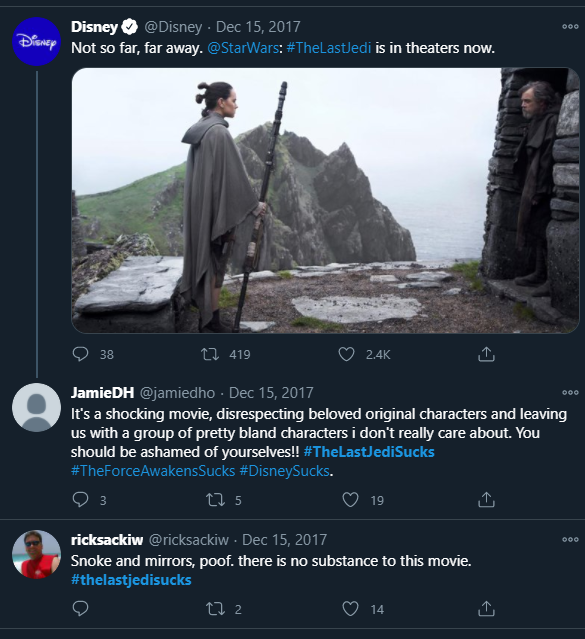 Disney @Disney · Dec 15, 2017
Not so far, far away. @StarWars: #TheLastJedi is in theaters now.
38 419 2.4K
JamieDH @jamiedho · Dec 15, 2017
It's a shocking movie, disrespecting beloved original characters and leaving
us with a group of pretty bland characters i don't really care about. You
should be ashamed of yourselves!! #TheLastJediSucks
#TheForceAwakensSucks #DisneySucks.
3 5 19
ricksackiw @ricksackiw · Dec 15, 2017
Snoke and mirrors, poof. there is no substance to this movie.
#thelastjedisucks
2 14